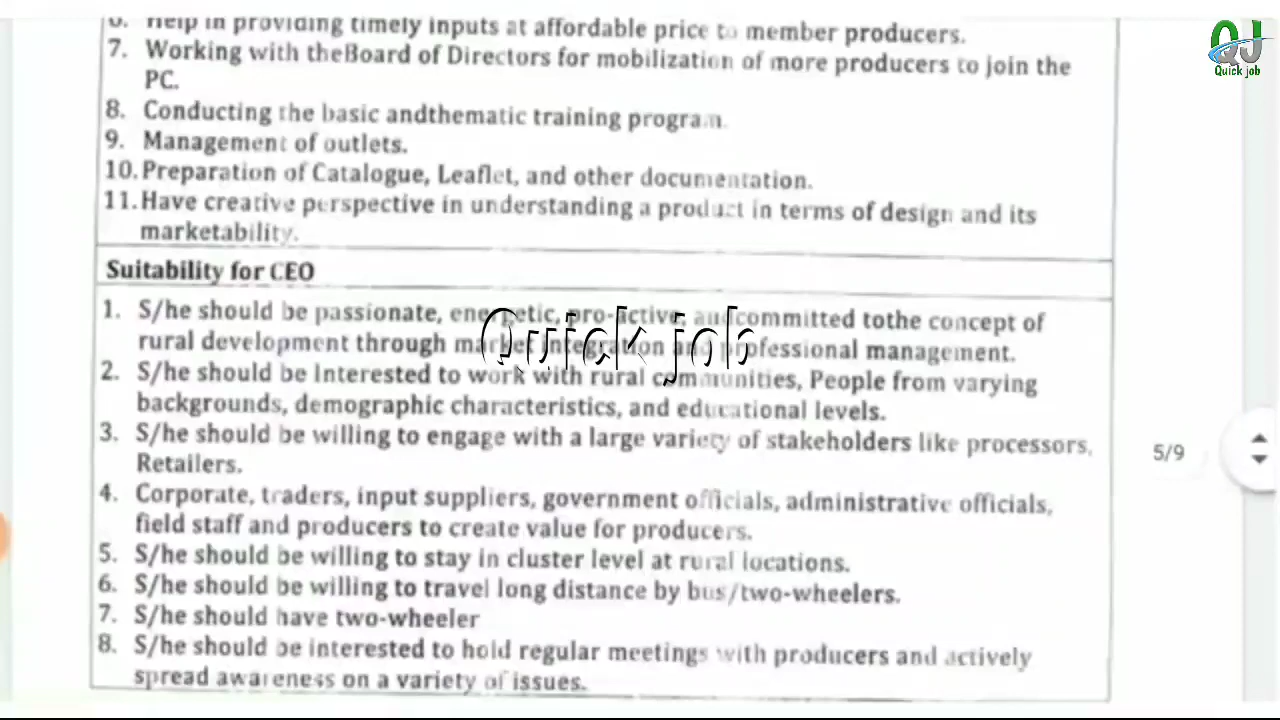 6. Help in providing timely inputs at affordable price to member producers.
7. Working with theBoard of Directors for mobilization of more producers to join the
PC.
8. Conducting the basic andthematic training program.
9. Management of outlets.
10. Preparation of Catalogue, Leaflet, and other documentation.
11. Have creative perspective in understanding a product in terms of design and its
marketability.
Suitability for CEO
1. S/he should be passionate, energetic, pro-active, andcommitted tothe concept of
rural development through market integration and professional management.
2. S/he should be Interested to work with rural communities, People from varying
backgrounds, demographic characteristics, and educational levels.
3. S/he should be willing to engage with a large variety of stakeholders like processors,
Retailers.
4. Corporate, traders, input suppliers, government officials, administrative officials,
field staff and producers to create value for producers.
5. S/he should be willing to stay in cluster level at rural locations.
6. S/he should be willing to travel long distance by bus/two-wheelers.
7. S/he should have two-wheeler
8. S/he should be interested to hold regular meetings with producers and actively
spread awareness on a variety of issues.
Quick job
QJ
Quick job
5/9